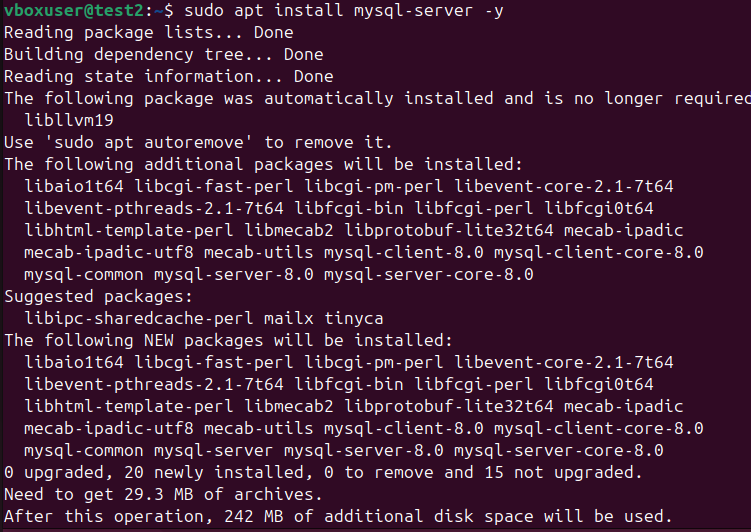 vboxuser@test2:~$ sudo apt install mysql-server -y
Reading package lists... Done
Building dependency tree... Done
Reading state information... Done
The following package was automatically installed and is no longer required
  libllvm19
Use 'sudo apt autoremove' to remove it.
The following additional packages will be installed:
  libaio1t64 libcgi-fast-perl libcgi-pm-perl libevent-core-2.1-7t64
  libevent-pthreads-2.1-7t64 libfcgi-bin libfcgi-perl libfcgi0t64
  libhtml-template-perl libmecab2 libprotobuf-lite32t64 mecab-ipadic
  mecab-ipadic-utf8 mecab-utils mysql-client-8.0 mysql-client-core-8.0
  mysql-common mysql-server-8.0 mysql-server-core-8.0
Suggested packages:
  libipc-sharedcache-perl mailx tinyca
The following NEW packages will be installed:
  libaio1t64 libcgi-fast-perl libcgi-pm-perl libevent-core-2.1-7t64
  libevent-pthreads-2.1-7t64 libfcgi-bin libfcgi-perl libfcgi0t64
  libhtml-template-perl libmecab2 libprotobuf-lite32t64 mecab-ipadic
  mecab-ipadic-utf8 mecab-utils mysql-client-8.0 mysql-client-core-8.0
  mysql-common mysql-server mysql-server-8.0 mysql-server-core-8.0
0 upgraded, 20 newly installed, 0 to remove and 15 not upgraded.
Need to get 29.3 MB of archives.
After this operation, 242 MB of additional disk space will be used.